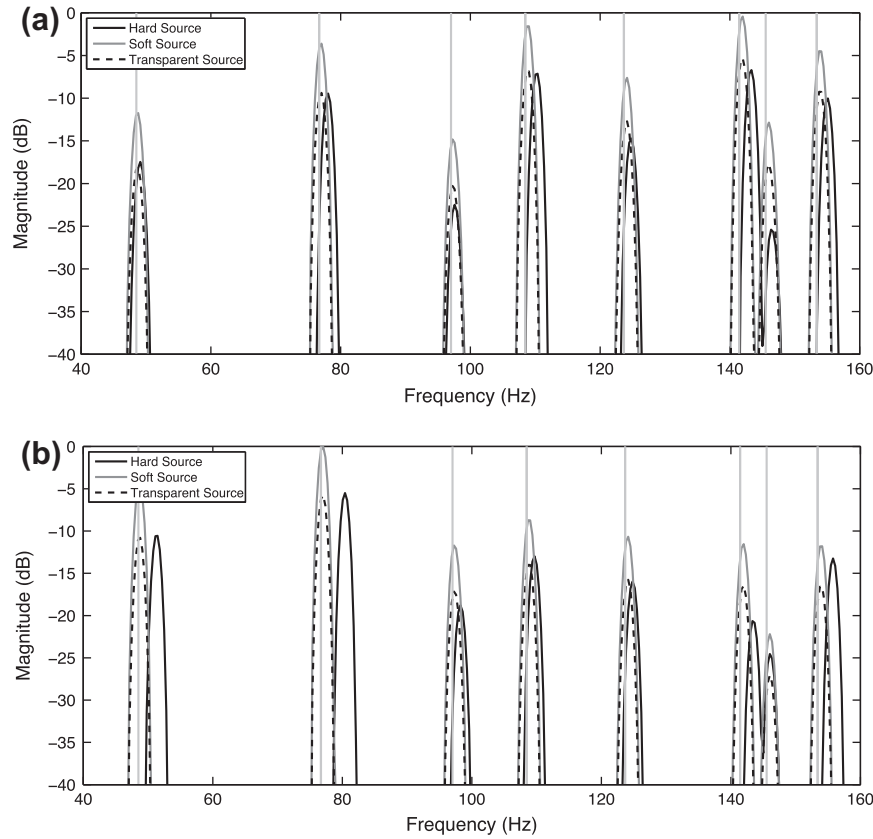 (a)
0
−5
−10
−15
−20
−25
−30
−35
−40
Magnitude (dB)
Hard Source
Soft Source
Transparent Source
40
60
80
100
120
140
160
Frequency (Hz)
(b)
0
−5
−10
−15
−20
−25
−30
−35
−40
Magnitude (dB)
Hard Source
Soft Source
Transparent Source
40
60
80
100
120
140
160
Frequency (Hz)